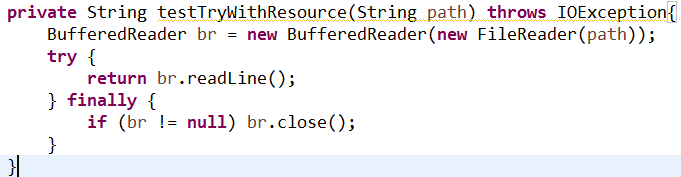 private String testTryWithResource(String path) throws IOException{
    BufferedReader br = new BufferedReader(new FileReader(path));
    try {
        return br.readLine();
    } finally {
        if (br != null) br.close();
    }
}